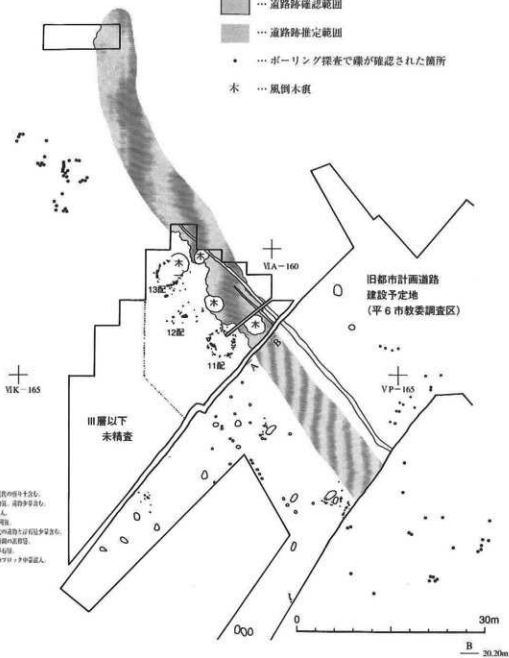 … 道路跡確認範囲
… 道路跡推定範囲
… ボーリング探査で礫が確認された箇所
木 … 風倒木痕
木
木
ⅥA-160
旧都市計画道路
建設予定地
(平6市教委調査区)
13配
木
12配
木
11配
A
B
ⅥK-165
ⅤP-165
Ⅲ層以下
未精査
0 30m
B
20.20m